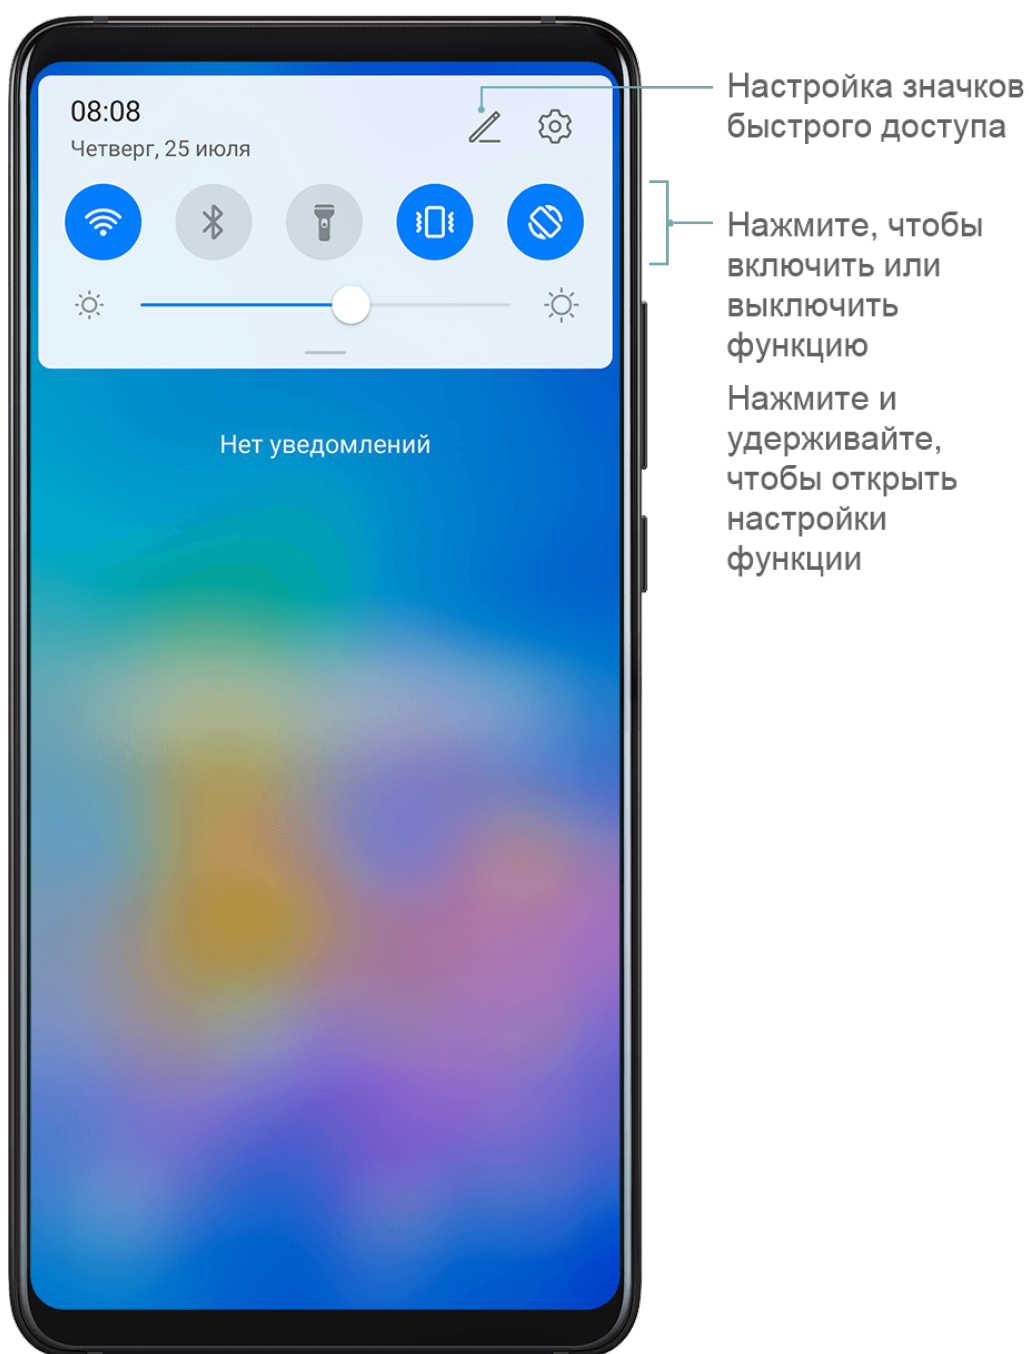 08:08
Четверг, 25 июля
Нет уведомлений
Настройка значков
быстрого доступа
Нажмите, чтобы
включить или
выключить
функцию
Нажмите и
удерживайте,
чтобы открыть
настройки
функции